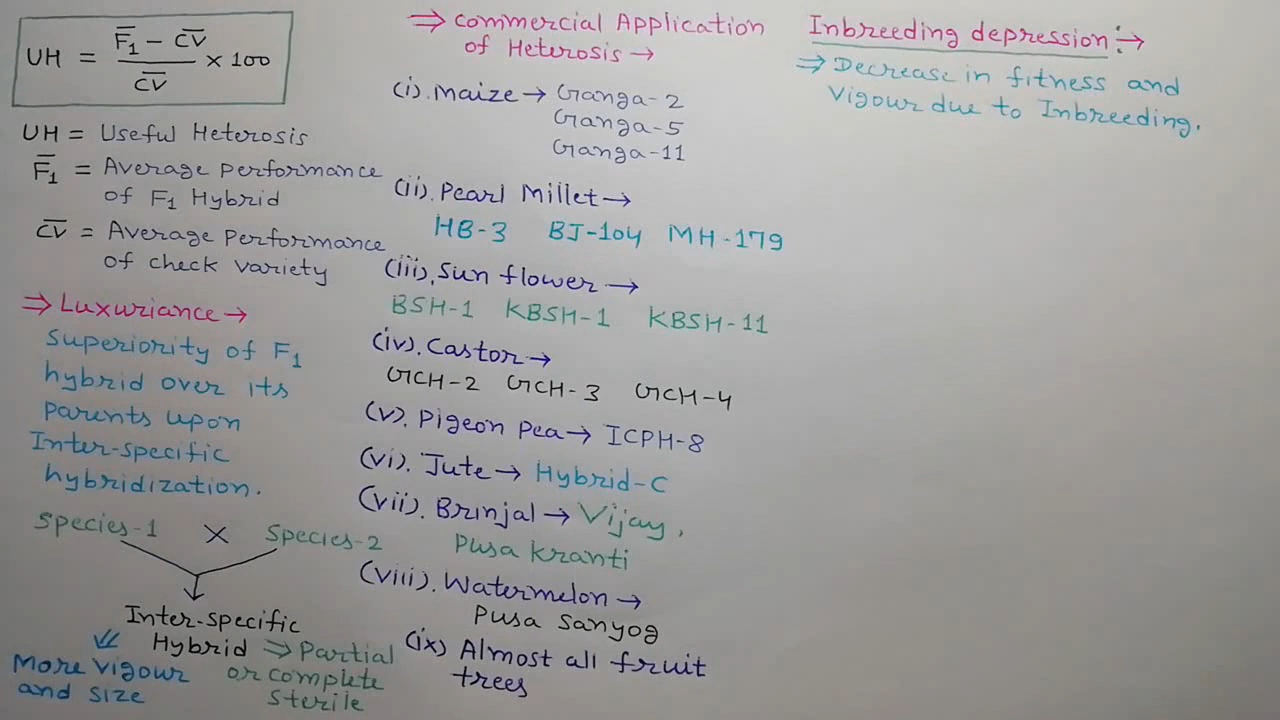 UH = F̅₁ - C̅V̅ / C̅V̅ × 100
UH = Useful Heterosis
F̅₁ = Average Performance
of F₁ Hybrid
C̅V̅ = Average Performance
of check variety
⇒ Luxuriance →
Superiority of F₁
hybrid over its
parents upon
Inter-specific
hybridization.
Species-1 × Species-2
Inter-specific
Hybrid ⇒ Partial
or complete
Sterile
More vigour
and size
⇒ Commercial Application
of Heterosis →
(i). Maize → Ganga-2
Ganga-5
Ganga-11
(ii). Pearl Millet →
HB-3 BJ-104 MH-179
(iii). Sun flower →
BSH-1 KBSH-1 KBSH-11
(iv). Castor →
GCH-2 GCH-3 GCH-4
(v). Pigeon Pea → ICPH-8
(vi). Jute → Hybrid-C
(vii). Brinjal → Vijay,
Pusa Kranti
(viii). Watermelon →
Pusa Sanyog
(ix) Almost all fruit
trees
Inbreeding depression :→
⇒ Decrease in fitness and
Vigour due to Inbreeding.